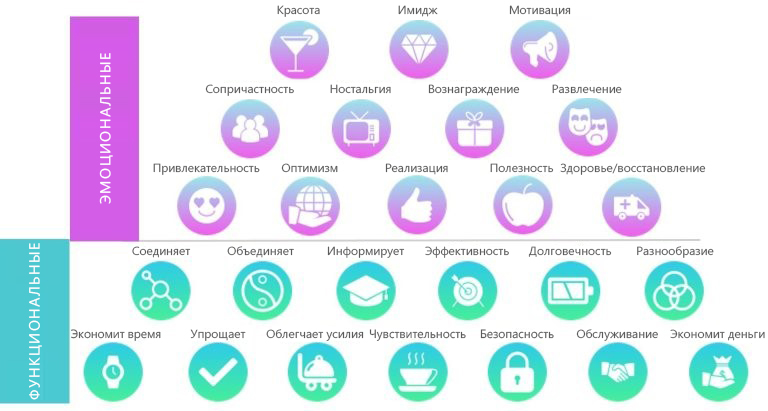 Красота Имидж Мотивация
ЭМОЦИОНАЛЬНЫЕ
Сопричастность Ностальгия Вознаграждение Развлечение
Привлекательность Оптимизм Реализация Полезность Здоровье/восстановление
ФУНКЦИОНАЛЬНЫЕ
Соединяет Объединяет Информирует Эффективность Долговечность Разнообразие
Экономит время Упрощает Облегчает усилия Чувствительность Безопасность Обслуживание Экономит деньги